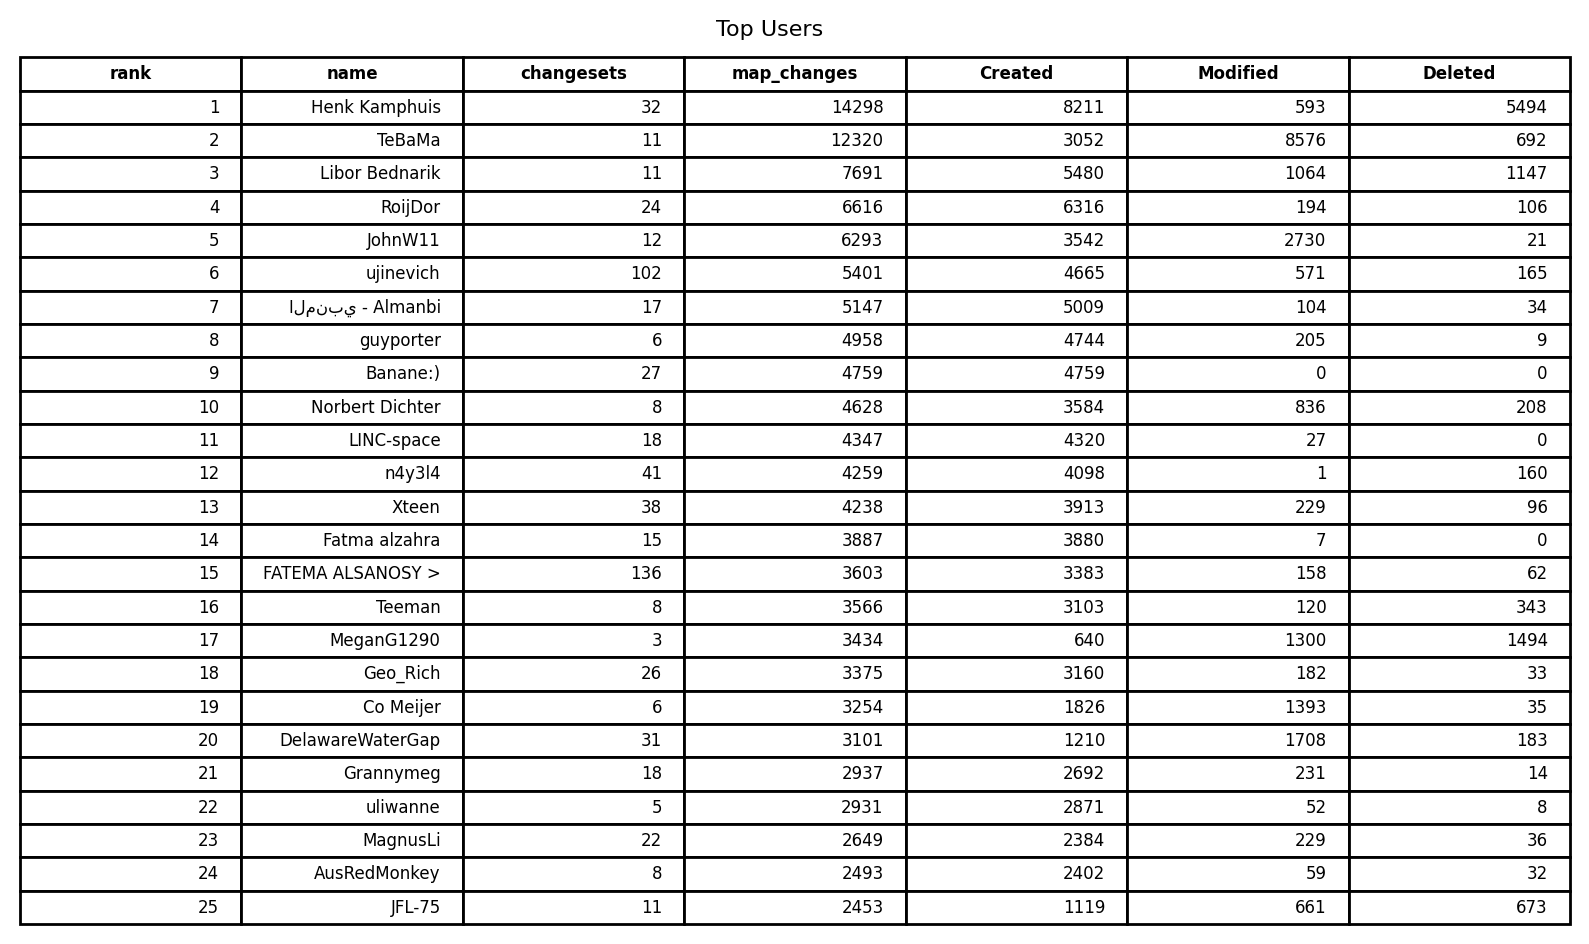 Top Users
rank name changesets map_changes Created Modified Deleted
1 Henk Kamphuis 32 14298 8211 593 5494
2 TeBaMa 11 12320 3052 8576 692
3 Libor Bednarik 11 7691 5480 1064 1147
4 RoijDor 24 6616 6316 194 106
5 JohnW11 12 6293 3542 2730 21
6 ujinevich 102 5401 4665 571 165
7 المنبي - Almanbi 17 5147 5009 104 34
8 guyporter 6 4958 4744 205 9
9 Banane:) 27 4759 4759 0 0
10 Norbert Dichter 8 4628 3584 836 208
11 LINC-space 18 4347 4320 27 0
12 n4y3l4 41 4259 4098 1 160
13 Xteen 38 4238 3913 229 96
14 Fatma alzahra 15 3887 3880 7 0
15 FATEMA ALSANOSY > 136 3603 3383 158 62
16 Teeman 8 3566 3103 120 343
17 MeganG1290 3 3434 640 1300 1494
18 Geo_Rich 26 3375 3160 182 33
19 Co Meijer 6 3254 1826 1393 35
20 DelawareWaterGap 31 3101 1210 1708 183
21 Grannymeg 18 2937 2692 231 14
22 uliwanne 5 2931 2871 52 8
23 MagnusLi 22 2649 2384 229 36
24 AusRedMonkey 8 2493 2402 59 32
25 JFL-75 11 2453 1119 661 673